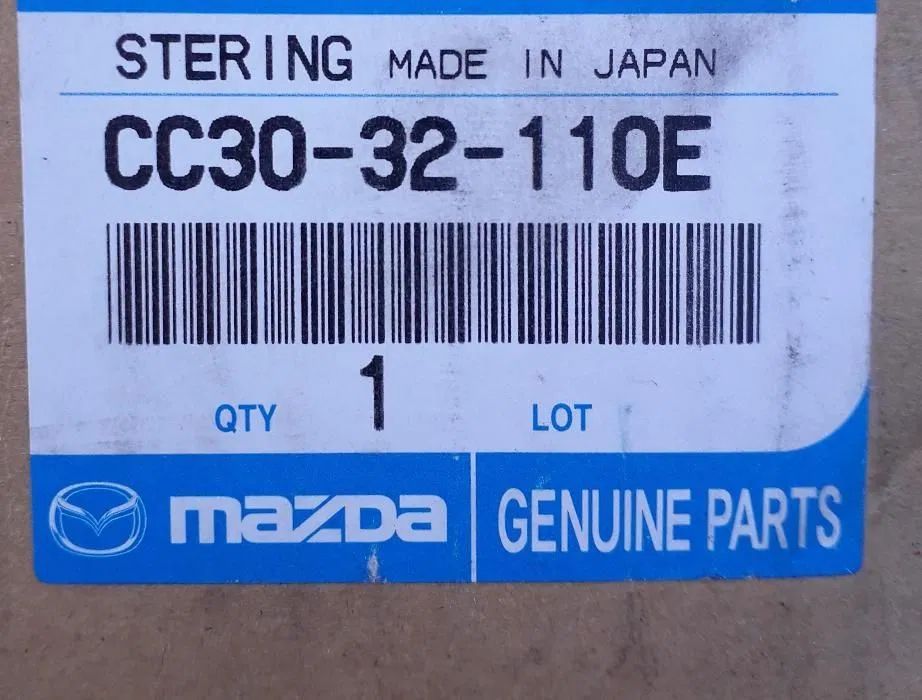 STERING MADE IN JAPAN
CC30-32-110E
QTY 1 LOT
mazda GENUINE PARTS